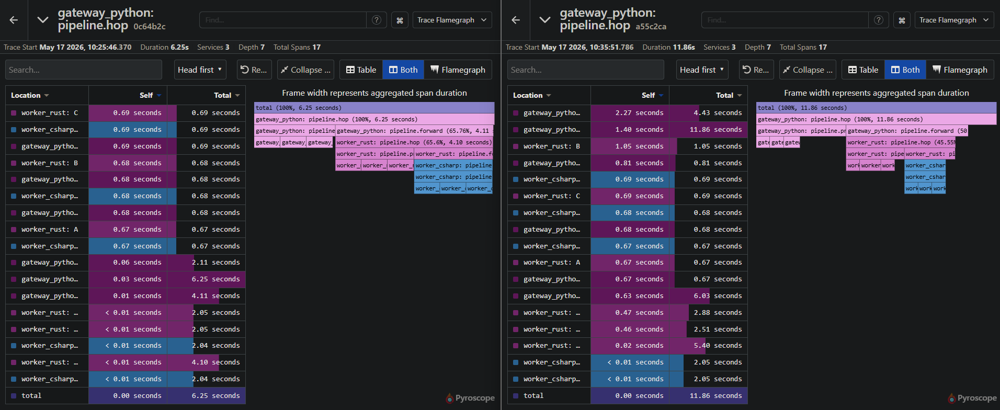 gateway_python:
pipeline.hop 0c64b2c
Find...
?
⌘
Trace Flamegraph
Trace Start May 17 2026, 10:25:46.370 Duration 6.25s Services 3 Depth 7 Total Spans 17
Search...
Head first
Re...
Collapse ...
Table
Both
Flamegraph
Location Self Total
worker_rust: C 0.69 seconds 0.69 seconds
worker_csharp… 0.69 seconds 0.69 seconds
gateway_pytho… 0.69 seconds 0.69 seconds
worker_rust: B 0.68 seconds 0.68 seconds
gateway_pytho… 0.68 seconds 0.68 seconds
worker_csharp… 0.68 seconds 0.68 seconds
gateway_pytho… 0.68 seconds 0.68 seconds
worker_rust: A 0.67 seconds 0.67 seconds
worker_csharp… 0.67 seconds 0.67 seconds
gateway_pytho… 0.06 seconds 2.11 seconds
gateway_pytho… 0.03 seconds 6.25 seconds
gateway_pytho… 0.01 seconds 4.11 seconds
worker_rust: … < 0.01 seconds 2.05 seconds
worker_rust: … < 0.01 seconds 2.05 seconds
worker_csharp… < 0.01 seconds 2.04 seconds
worker_rust: … < 0.01 seconds 4.10 seconds
worker_csharp… < 0.01 seconds 2.04 seconds
total 0.00 seconds 6.25 seconds
Frame width represents aggregated span duration
total (100%, 6.25 seconds)
gateway_python: pipeline.hop (100%, 6.25 seconds)
gateway_python: pipeline gateway_python: pipeline.forward (65.76%, 4.11
gateway_ gateway_ gateway_ worker_rust: pipeline.hop (65.6%, 4.10 seconds)
worker_rust: pipeline.p worker_rust: pipeline.f
worker_ worker_ worker_ worker_csharp: pipeline
worker_csharp: pipeline
worker_ worker_ worker_
Pyroscope
gateway_python:
pipeline.hop a55c2ca
Find...
?
⌘
Trace Flamegraph
Trace Start May 17 2026, 10:35:51.786 Duration 11.86s Services 3 Depth 7 Total Spans 17
Search...
Head first
Re...
Collapse ...
Table
Both
Flamegraph
Location Self Total
gateway_pytho… 2.27 seconds 4.43 seconds
gateway_pytho… 1.40 seconds 11.86 seconds
worker_rust: B 1.05 seconds 1.05 seconds
gateway_pytho… 0.81 seconds 0.81 seconds
worker_csharp… 0.69 seconds 0.69 seconds
worker_rust: C 0.69 seconds 0.69 seconds
worker_csharp… 0.68 seconds 0.68 seconds
gateway_pytho… 0.68 seconds 0.68 seconds
worker_csharp… 0.67 seconds 0.67 seconds
worker_rust: A 0.67 seconds 0.67 seconds
gateway_pytho… 0.67 seconds 0.67 seconds
gateway_pytho… 0.63 seconds 6.03 seconds
worker_rust: … 0.47 seconds 2.88 seconds
worker_rust: … 0.46 seconds 2.51 seconds
worker_rust: … 0.02 seconds 5.40 seconds
worker_csharp… < 0.01 seconds 2.05 seconds
worker_csharp… < 0.01 seconds 2.05 seconds
total 0.00 seconds 11.86 seconds
Frame width represents aggregated span duration
total (100%, 11.86 seconds)
gateway_python: pipeline.hop (100%, 11.86 seconds)
gateway_python: pipeline.pr gateway_python: pipeline.forward (50
gate gate gatew worker_rust: pipeline.hop (45.55%
worker_rust: pipe worker_rust: pi
work worker work worker_cshar
worker_cshar
work work work
Pyroscope